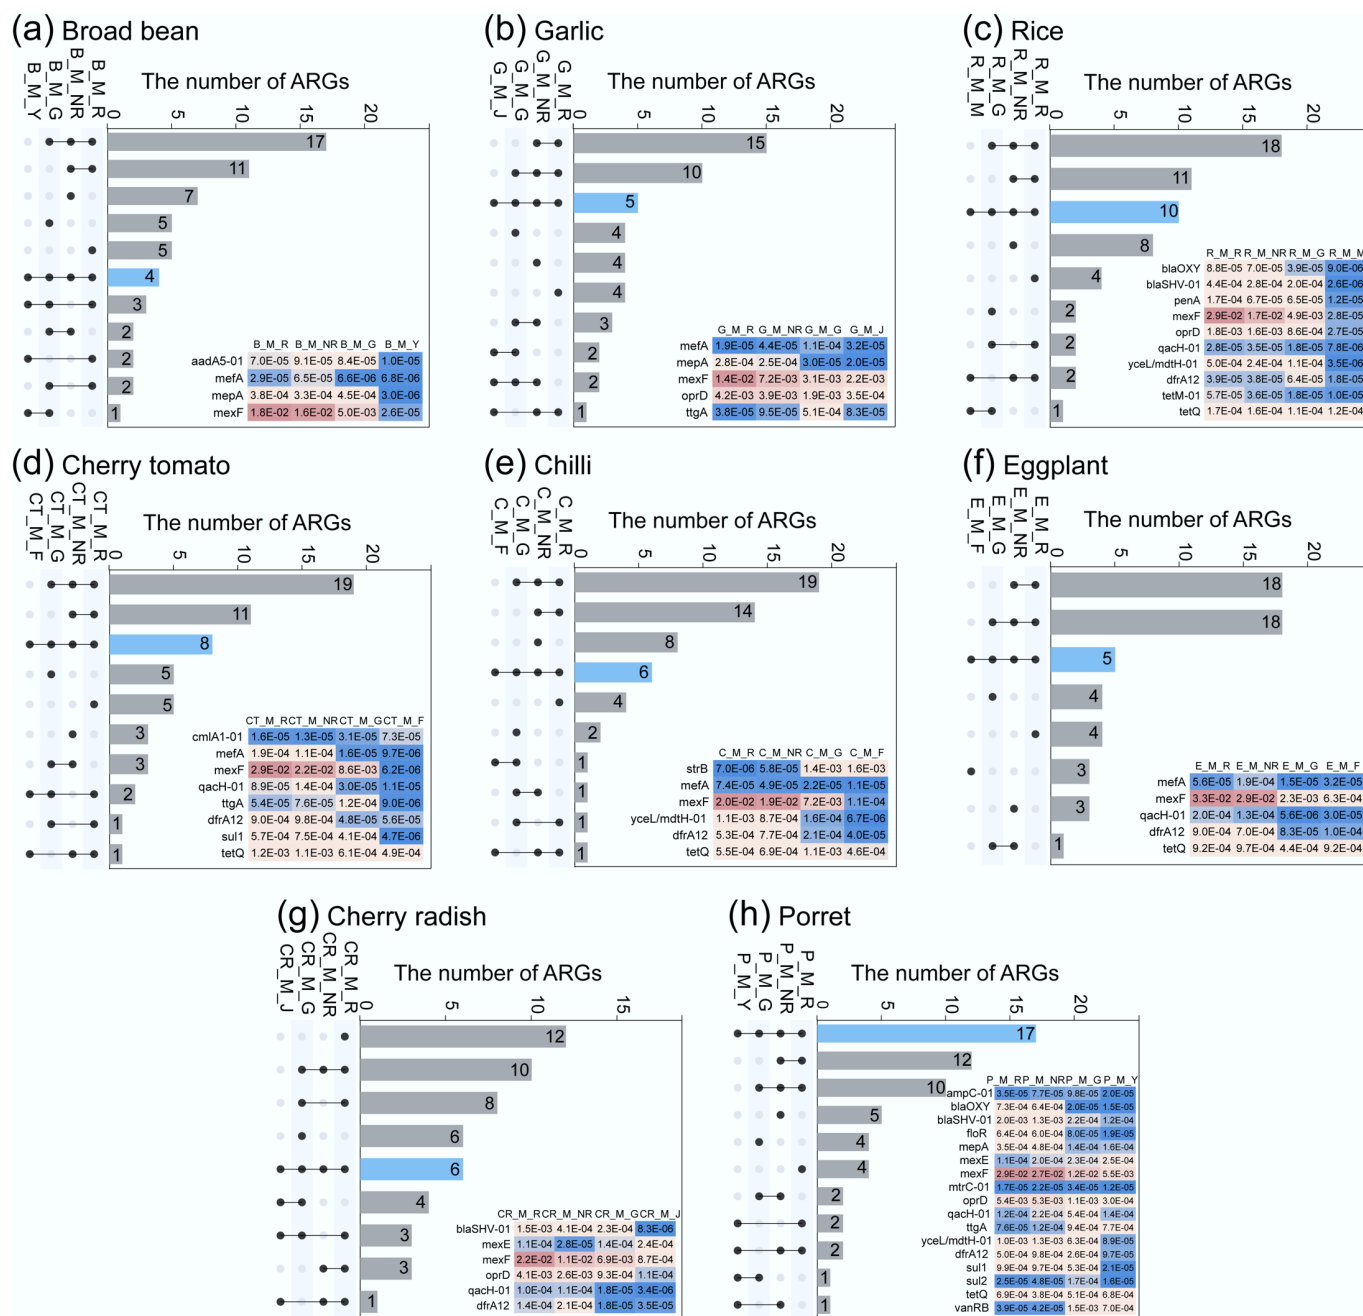 (a) Broad bean
B_M_Y B_M_G B_M_NR B_M_R
The number of ARGs
0 5 10 15 20
17
11
7
5
5
4
3
2
2
2
1
B_M_R B_M_NR B_M_G B_M_Y
aadA5-01 7.0E-05 9.1E-05 8.4E-05 1.0E-05
mefA 2.9E-05 6.5E-05 6.6E-06 6.8E-06
mepA 3.8E-04 3.3E-04 4.5E-04 3.0E-06
mexF 1.8E-02 1.6E-02 5.0E-03 2.6E-05
(b) Garlic
G_M_J G_M_G G_M_NR G_M_R
The number of ARGs
0 5 10 15 20
15
10
5
4
4
4
3
2
2
1
G_M_R G_M_NR G_M_G G_M_J
mefA 1.9E-05 4.4E-05 1.1E-04 3.2E-05
mepA 2.8E-04 2.5E-04 3.0E-05 2.0E-05
mexF 1.4E-02 7.2E-03 3.1E-03 2.2E-03
oprD 4.2E-03 3.9E-03 1.9E-03 3.5E-04
ttgA 3.8E-05 9.5E-05 5.1E-04 8.3E-05
(c) Rice
R_M_M R_M_G R_M_NR R_M_R
The number of ARGs
0 5 10 15 20
18
11
10
8
4
2
2
2
1
R_M_R R_M_NR R_M_G R_M_M
blaOXY 8.8E-05 7.0E-05 3.9E-05 9.0E-06
blaSHV-01 4.4E-04 2.8E-04 2.0E-04 2.6E-06
penA 1.7E-04 6.7E-05 6.5E-05 1.2E-05
mexF 2.9E-02 1.7E-02 4.9E-03 2.8E-05
oprD 1.8E-03 1.6E-03 8.6E-04 2.7E-05
qacH-01 2.8E-05 3.5E-05 1.8E-05 7.8E-06
yceL/mdtH-01 5.0E-04 2.4E-04 1.1E-04 3.5E-06
dfrA12 3.9E-05 3.8E-05 6.4E-05 1.8E-05
tetM-01 5.7E-05 3.6E-05 1.8E-05 1.0E-05
tetQ 1.7E-04 1.6E-04 1.1E-04 1.2E-04
(d) Cherry tomato
CT_M_F CT_M_G CT_M_NR CT_M_R
The number of ARGs
0 5 10 15 20
19
11
8
5
5
3
3
2
1
1
CT_M_R CT_M_NR CT_M_G CT_M_F
cmlA1-01 1.6E-05 1.3E-05 3.1E-05 7.3E-05
mefA 1.9E-04 1.1E-04 1.6E-05 9.7E-06
mexF 2.9E-02 2.2E-02 8.6E-03 6.2E-06
qacH-01 8.9E-05 1.4E-04 3.0E-05 1.1E-05
ttgA 5.4E-05 7.6E-05 1.2E-04 9.0E-06
dfrA12 9.0E-04 9.8E-04 4.8E-05 5.6E-05
sul1 5.7E-04 7.5E-04 4.1E-04 4.7E-06
tetQ 1.2E-03 1.1E-03 6.1E-04 4.9E-04
(e) Chilli
C_M_F C_M_G C_M_NR C_M_R
The number of ARGs
0 5 10 15 20
19
14
8
6
4
2
1
1
1
1
C_M_R C_M_NR C_M_G C_M_F
strB 7.0E-06 5.8E-05 1.4E-03 1.6E-03
mefA 7.4E-05 4.9E-05 2.2E-05 1.1E-05
mexF 2.0E-02 1.9E-02 7.2E-03 1.1E-04
yceL/mdtH-01 1.1E-03 8.7E-04 1.6E-04 6.7E-06
dfrA12 5.3E-04 7.7E-04 2.1E-04 4.0E-05
tetQ 5.5E-04 6.9E-04 1.1E-03 4.6E-04
(f) Eggplant
E_M_F E_M_G E_M_NR E_M_R
The number of ARGs
0 5 10 15 20
18
18
5
4
4
3
3
1
E_M_R E_M_NR E_M_G E_M_F
mefA 5.6E-05 1.9E-04 1.5E-05 3.2E-05
mexF 3.3E-02 2.9E-02 2.3E-03 6.3E-04
qacH-01 2.0E-04 1.3E-04 5.6E-06 3.0E-05
dfrA12 9.0E-04 7.0E-04 8.3E-05 1.0E-04
tetQ 9.2E-04 9.7E-04 4.4E-04 9.2E-04
(g) Cherry radish
CR_M_J CR_M_G CR_M_NR CR_M_R
The number of ARGs
0 5 10 15
12
10
8
6
6
4
3
3
1
CR_M_R CR_M_NR CR_M_G CR_M_J
blaSHV-01 1.5E-03 4.1E-04 2.3E-04 8.3E-06
mexE 1.1E-04 2.8E-05 1.4E-04 2.4E-04
mexF 2.2E-02 1.1E-02 6.9E-03 8.7E-04
oprD 4.1E-03 2.6E-03 9.3E-04 1.1E-04
qacH-01 1.0E-04 1.1E-04 1.8E-05 3.4E-06
dfrA12 1.4E-04 2.1E-04 1.8E-05 3.5E-05
(h) Porret
P_M_Y P_M_G P_M_NR P_M_R
The number of ARGs
0 5 10 15 20
17
12
10
5
4
4
2
2
2
1
1
P_M_R P_M_NR P_M_G P_M_Y
ampC-01 3.5E-05 7.7E-05 9.8E-05 2.0E-05
blaOXY 7.3E-04 6.4E-04 2.0E-05 1.5E-05
blaSHV-01 2.0E-03 1.3E-03 2.2E-04 1.2E-04
floR 6.4E-04 6.0E-04 8.0E-05 1.9E-05
mepA 3.5E-04 4.8E-04 1.4E-04 1.6E-04
mexE 1.1E-04 2.0E-04 2.3E-04 2.5E-04
mexF 2.9E-02 2.7E-02 1.2E-02 5.5E-03
mtrC-01 1.7E-05 2.2E-05 3.4E-05 1.2E-05
oprD 5.4E-03 5.3E-03 1.1E-03 3.0E-04
qacH-01 1.2E-04 2.2E-04 5.4E-04 1.4E-04
ttgA 7.6E-05 1.2E-04 9.4E-04 7.7E-04
yceL/mdtH-01 1.0E-03 1.3E-03 6.3E-04 8.9E-05
dfrA12 5.0E-04 9.8E-04 2.6E-04 9.7E-05
sul1 9.9E-04 9.7E-04 5.3E-04 2.1E-05
sul2 2.5E-05 4.8E-05 1.7E-04 1.6E-05
tetQ 6.9E-04 3.8E-04 5.1E-04 6.8E-04
vanRB 3.9E-05 4.2E-05 1.5E-03 7.0E-04